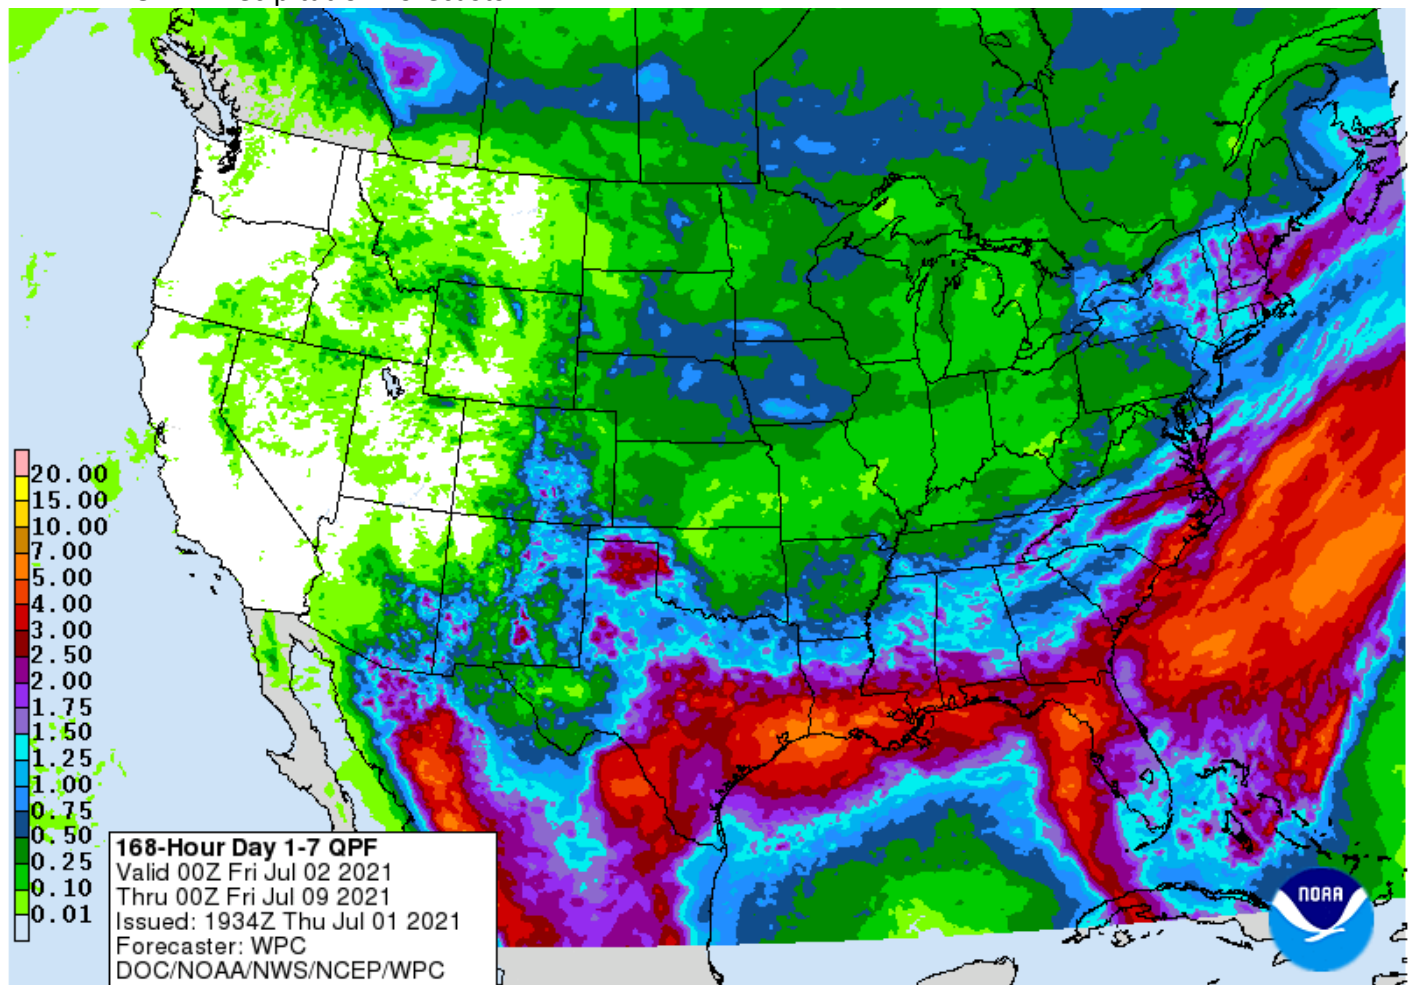 20.00
15.00
10.00
7.00
5.00
4.00
3.00
2.50
2.00
1.75
1.50
1.25
1.00
0.75
0.50
0.25
0.10
0.01
168-Hour Day 1-7 QPF
Valid 00Z Fri Jul 02 2021
Thru 00Z Fri Jul 09 2021
Issued: 1934Z Thu Jul 01 2021
Forecaster: WPC
DOC/NOAA/NWS/NCEP/WPC
NOAA